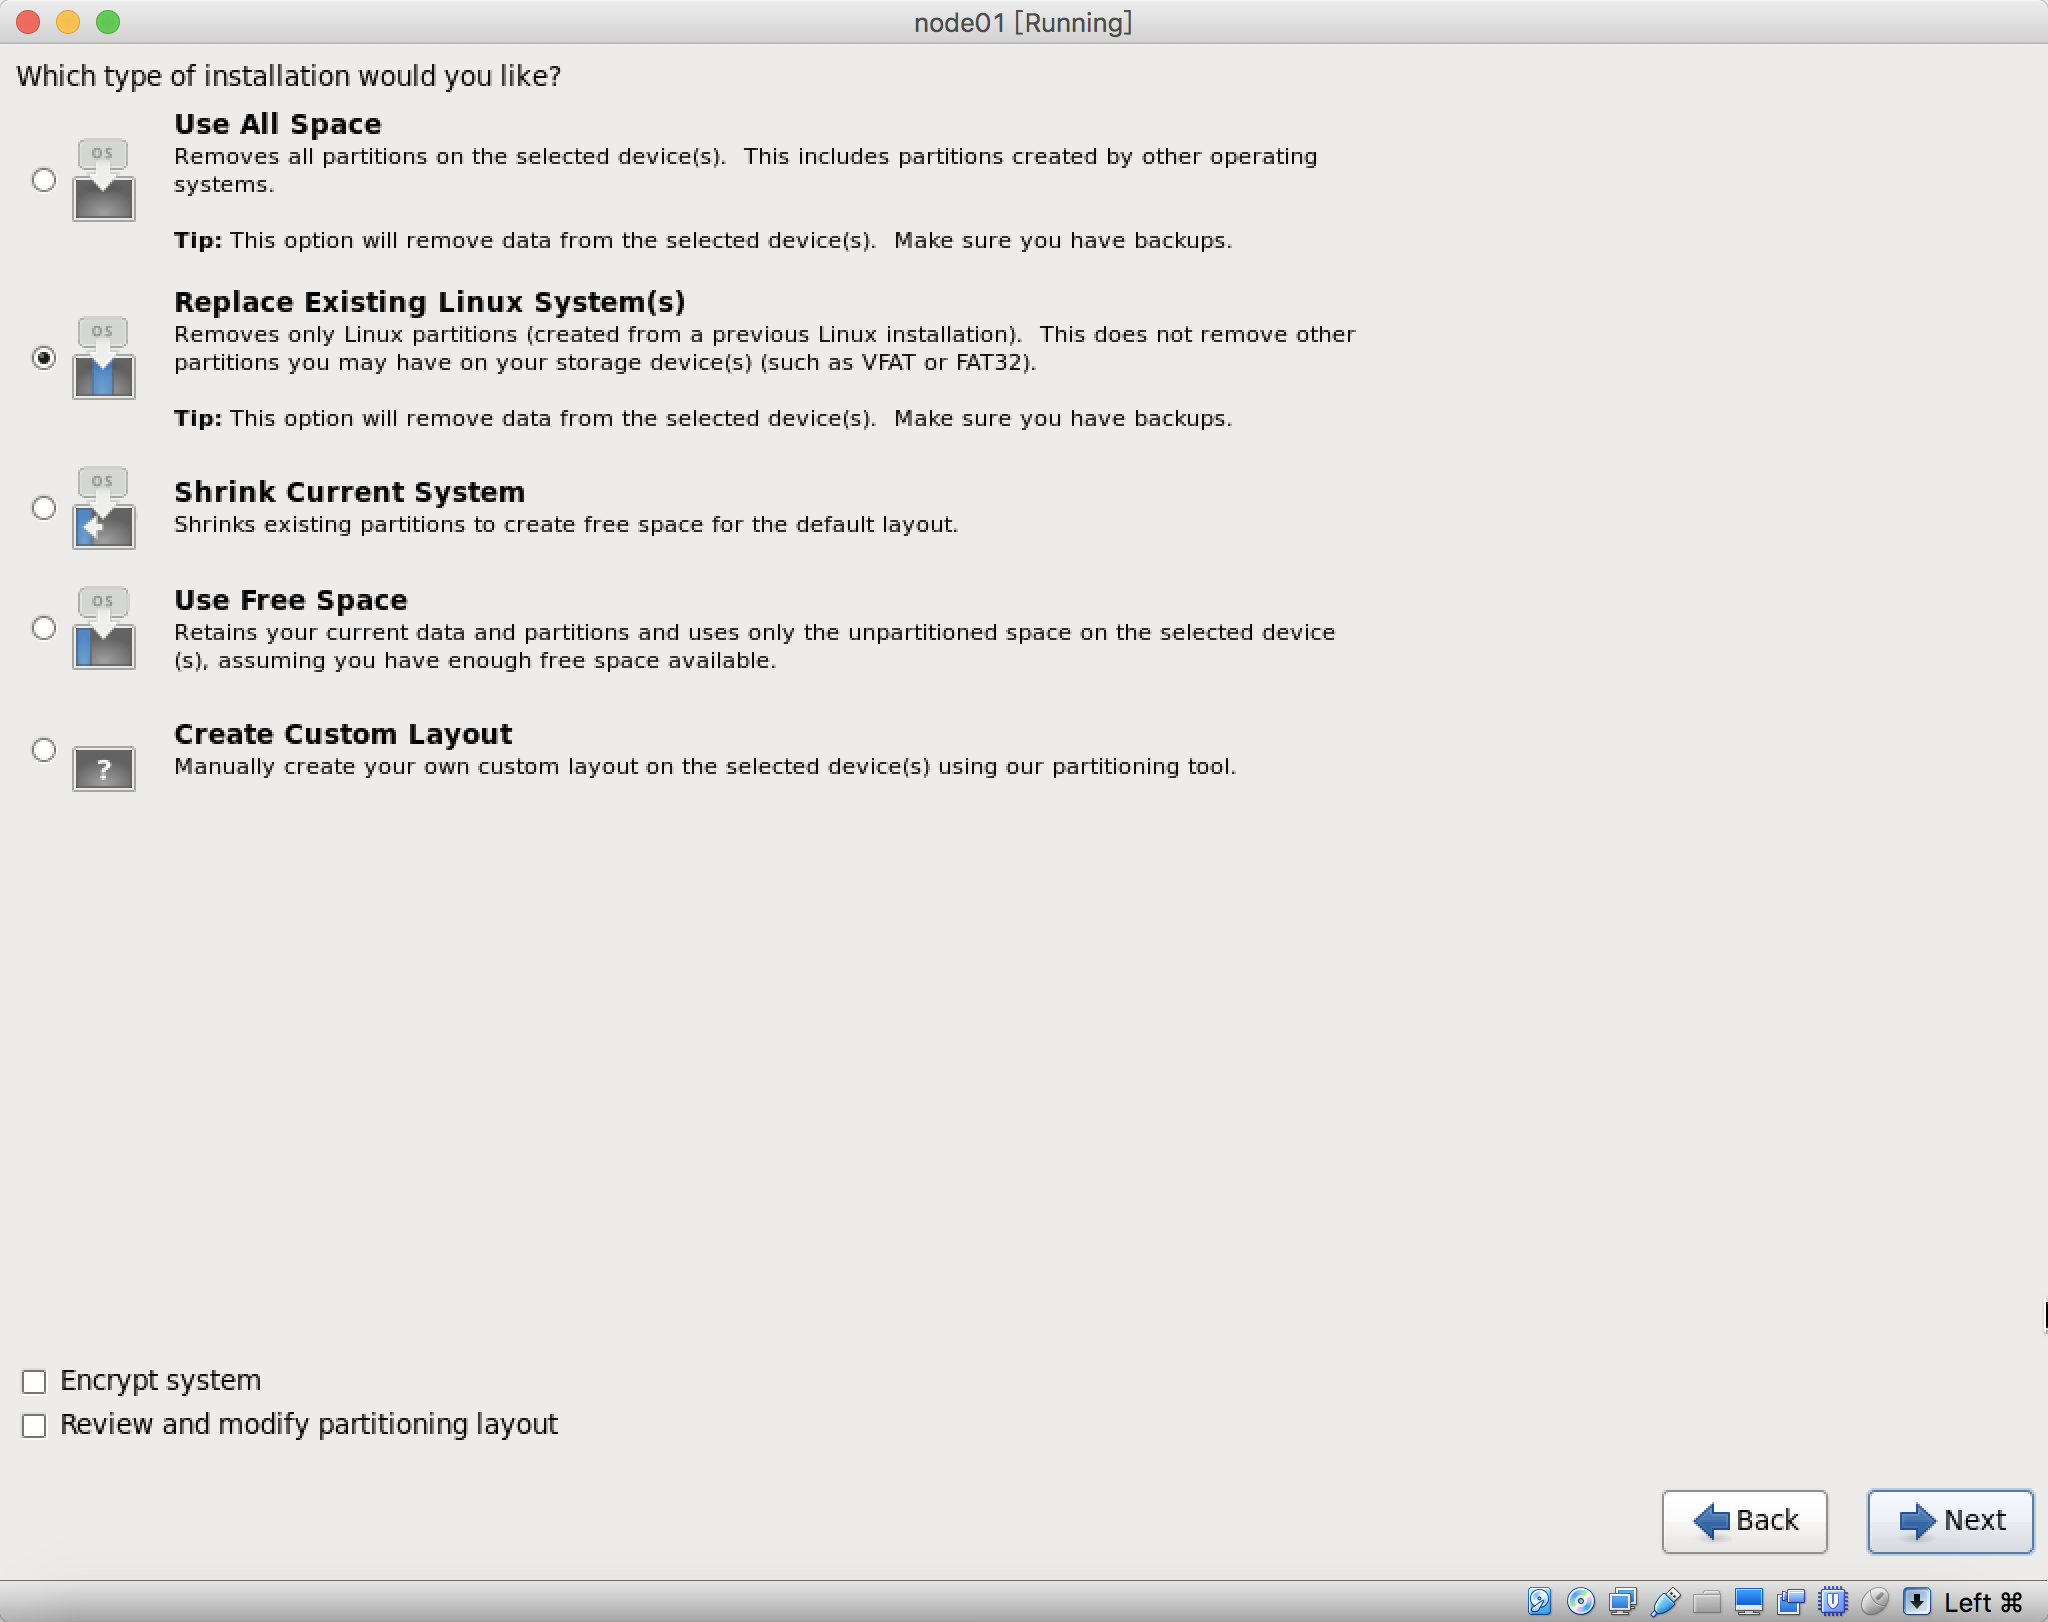 node01 [Running]
Which type of installation would you like?
OS
Use All Space
Removes all partitions on the selected device(s).  This includes partitions created by other operating
systems.
Tip: This option will remove data from the selected device(s).  Make sure you have backups.
OS
Replace Existing Linux System(s)
Removes only Linux partitions (created from a previous Linux installation).  This does not remove other
partitions you may have on your storage device(s) (such as VFAT or FAT32).
Tip: This option will remove data from the selected device(s).  Make sure you have backups.
OS
Shrink Current System
Shrinks existing partitions to create free space for the default layout.
OS
Use Free Space
Retains your current data and partitions and uses only the unpartitioned space on the selected device
(s), assuming you have enough free space available.
?
Create Custom Layout
Manually create your own custom layout on the selected device(s) using our partitioning tool.
Encrypt system
Review and modify partitioning layout
Back
Next
Left ⌘